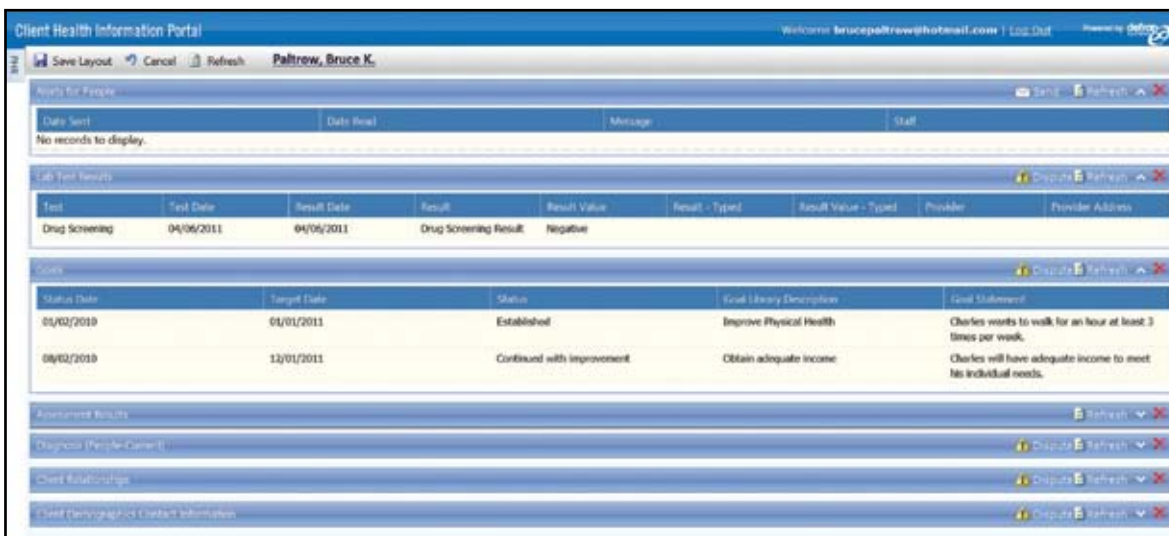 Client Health Information Portal Welcome brucepaltrow@hotmail.com | Log Out Powered by defran
PHR
Save Layout Cancel Refresh Paltrow, Bruce K.
Alerts for People Send Refresh
Date Sent Date Read Message Staff
No records to display.
Lab Test Results Dispute Refresh
Test Test Date Result Date Result Result Value Result - Typed Result Value - Typed Provider Provider Address
Drug Screening 04/06/2011 04/06/2011 Drug Screening Result Negative
Goals Dispute Refresh
Status Date Target Date Status Goal Library Description Goal Statement
01/02/2010 01/01/2011 Established Improve Physical Health Charles wants to walk for an hour at least 3
times per week.
08/02/2010 12/01/2011 Continued with improvement Obtain adequate income Charles will have adequate income to meet
his individual needs.
Assessment Results Refresh
Diagnosis (People-Current) Dispute Refresh
Client Relationships Dispute Refresh
Client Demographics Contact Information Dispute Refresh